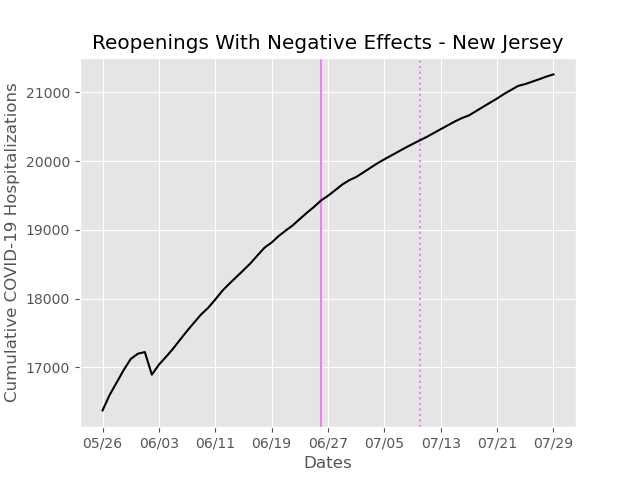 Reopenings With Negative Effects - New Jersey
Cumulative COVID-19 Hospitalizations
21000
20000
19000
18000
17000
05/26 06/03 06/11 06/19 06/27 07/05 07/13 07/21 07/29
Dates